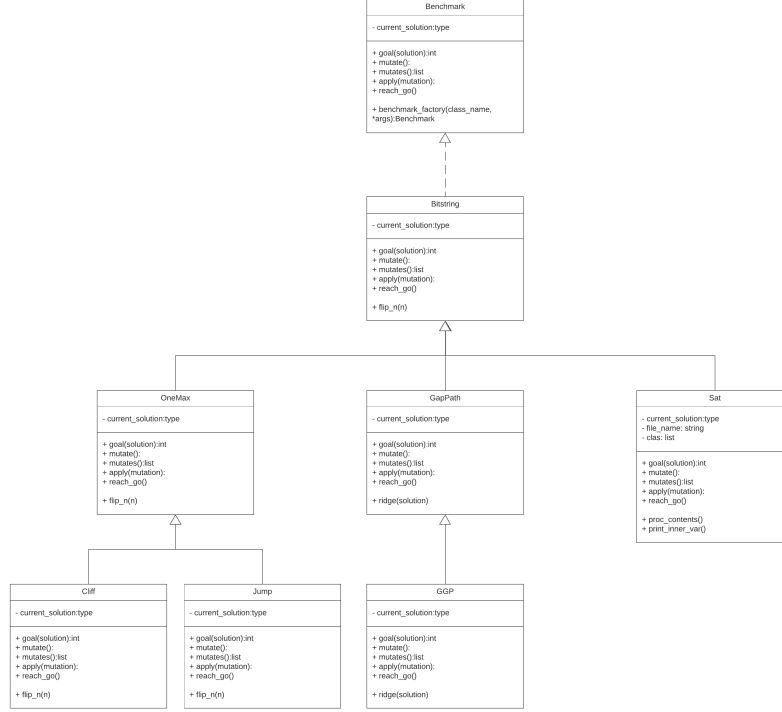 Benchmark
- current_solution:type
+ goal(solution):int
+ mutate():
+ mutates():list
+ apply(mutation):
+ reach_go()
+ benchmark_factory(class_name,
*args):Benchmark
Bitstring
- current_solution:type
+ goal(solution):int
+ mutate():
+ mutates():list
+ apply(mutation):
+ reach_go()
+ flip_n(n)
OneMax
- current_solution:type
+ goal(solution):int
+ mutate():
+ mutates():list
+ apply(mutation):
+ reach_go()
+ flip_n(n)
GapPath
- current_solution:type
+ goal(solution):int
+ mutate():
+ mutates():list
+ apply(mutation):
+ reach_go()
+ ridge(solution)
Sat
- current_solution:type
- file_name: string
- clas: list
+ goal(solution):int
+ mutate():
+ mutates():list
+ apply(mutation):
+ reach_go()
+ proc_contents()
+ print_inner_var()
Cliff
- current_solution:type
+ goal(solution):int
+ mutate():
+ mutates():list
+ apply(mutation):
+ reach_go()
+ flip_n(n)
Jump
- current_solution:type
+ goal(solution):int
+ mutate():
+ mutates():list
+ apply(mutation):
+ reach_go()
+ flip_n(n)
GGP
- current_solution:type
+ goal(solution):int
+ mutate():
+ mutates():list
+ apply(mutation):
+ reach_go()
+ ridge(solution)